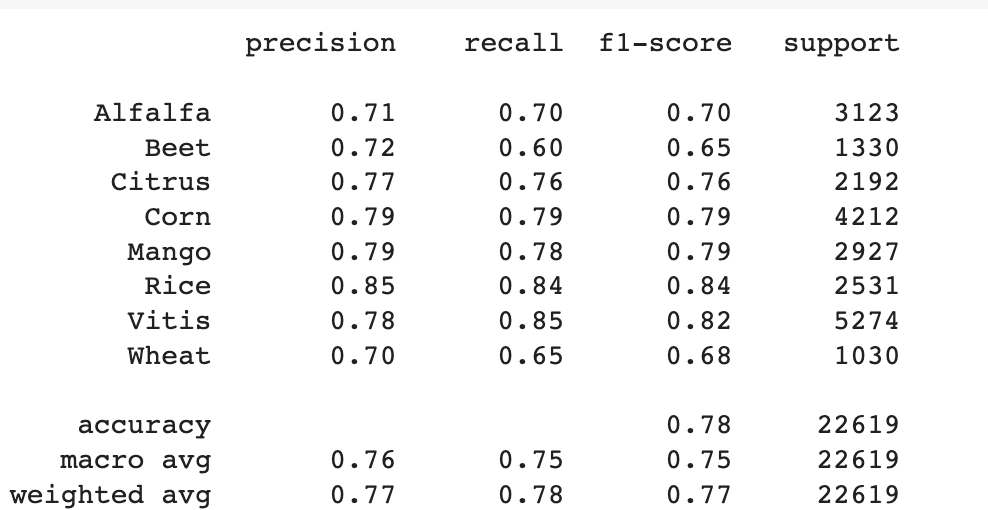 precision recall f1-score support
Alfalfa 0.71 0.70 0.70 3123
Beet 0.72 0.60 0.65 1330
Citrus 0.77 0.76 0.76 2192
Corn 0.79 0.79 0.79 4212
Mango 0.79 0.78 0.79 2927
Rice 0.85 0.84 0.84 2531
Vitis 0.78 0.85 0.82 5274
Wheat 0.70 0.65 0.68 1030
accuracy 0.78 22619
macro avg 0.76 0.75 0.75 22619
weighted avg 0.77 0.78 0.77 22619